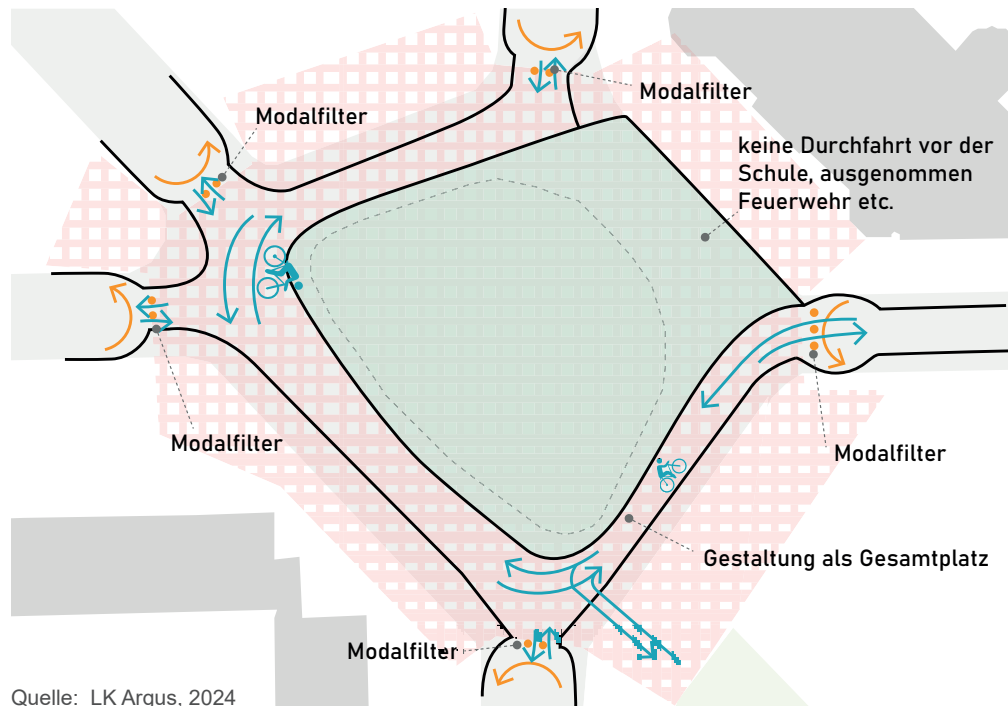 Modalfilter
Modalfilter
keine Durchfahrt vor der
Schule, ausgenommen
Feuerwehr etc.
Modalfilter
Modalfilter
Gestaltung als Gesamtplatz
Modalfilter
Quelle: LK Argus, 2024